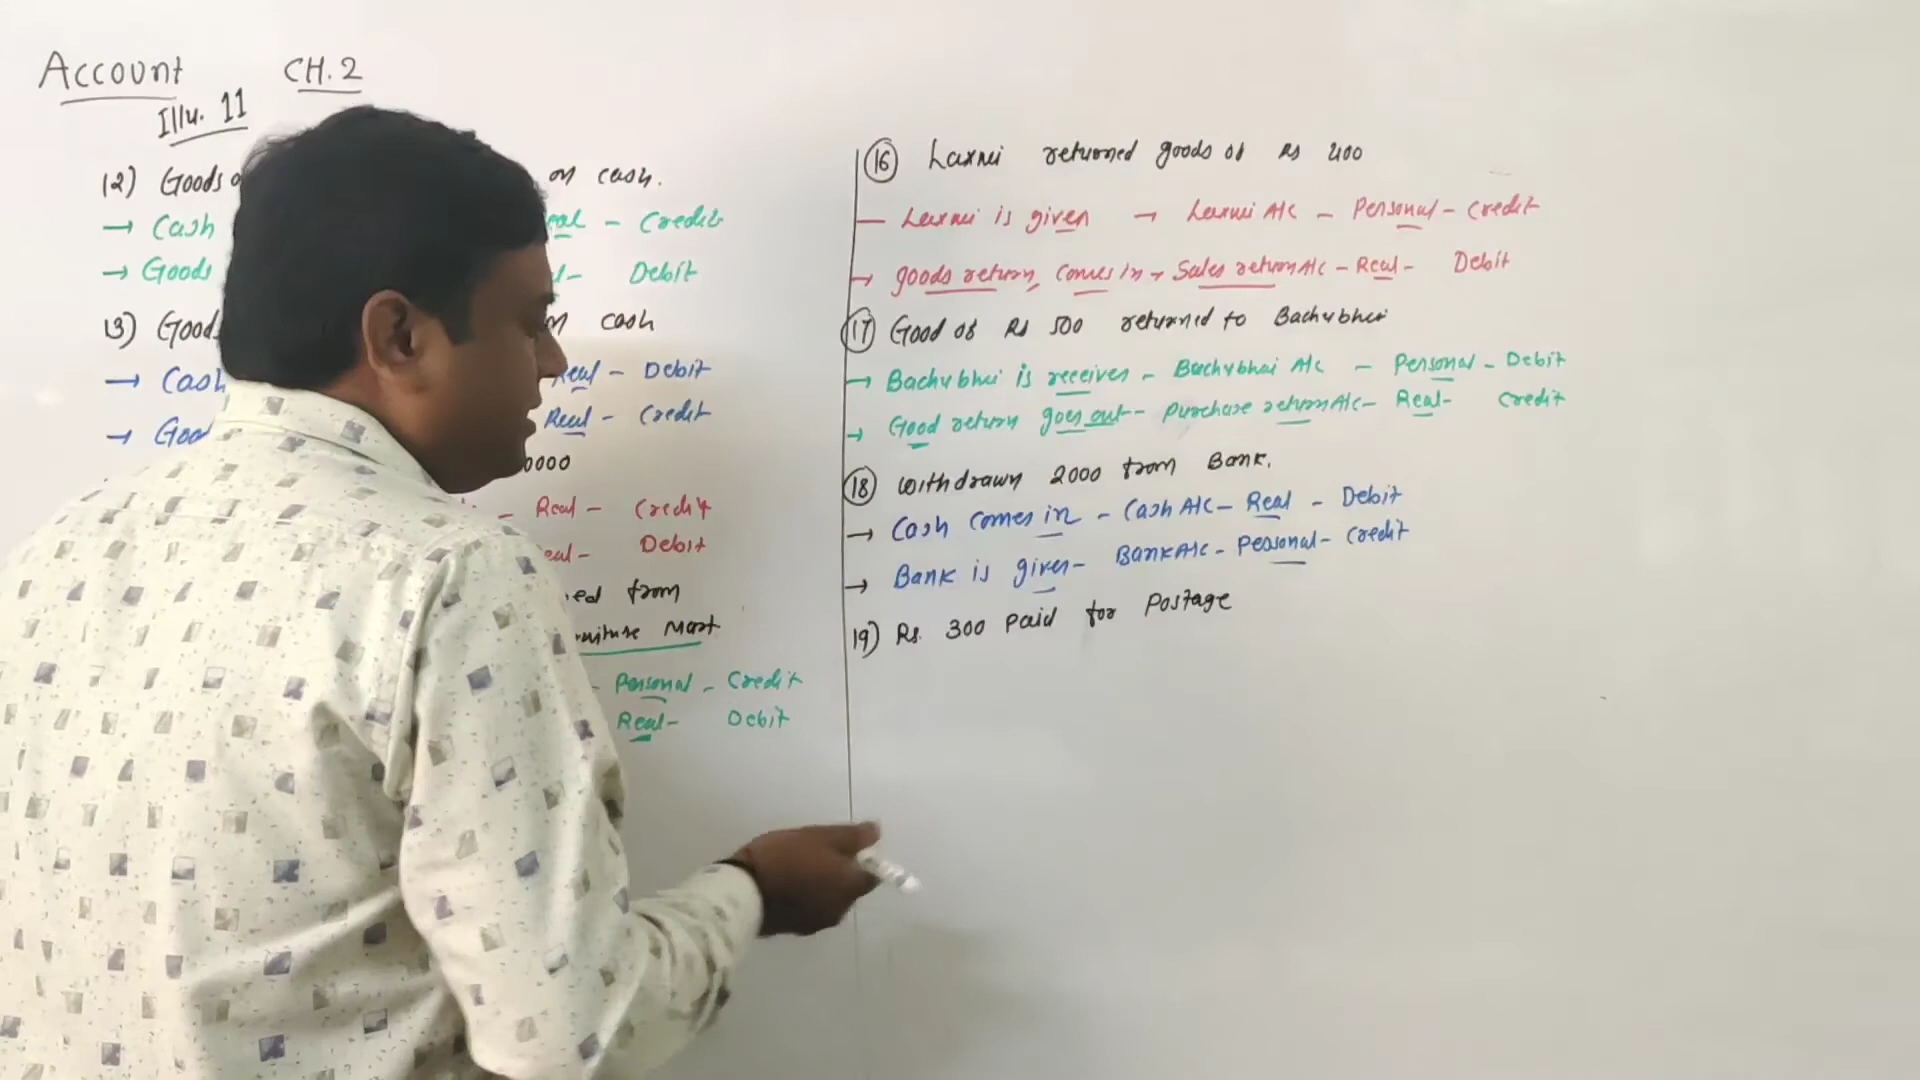 Account CH.2
Illu. 11
12) Goods on cash.
→ Cash Real - Credit
→ Goods - Debit
13) Goods cash
→ Cash Real - Debit
→ Good Real - Credit
0000
- Real - Credit
- Debit
from
Mart
- Personal - Credit
Real - Debit
16 Laxmi returned goods of Rs 400
— Laxmi is given → Laxmi A/c - Personal - Credit
→ goods return, comes in → Sales return A/c - Real - Debit
17 Good of Rs 500 returned to Bachubhai
→ Bachubhai is receives - Bachubhai A/c - Personal - Debit
→ Good return goes out - Purchase return A/c - Real - Credit
18 withdrawn 2000 from Bank.
→ Cash comes in - Cash A/c - Real - Debit
→ Bank is given - Bank A/c - Personal - Credit
19) Rs. 300 paid for Postage